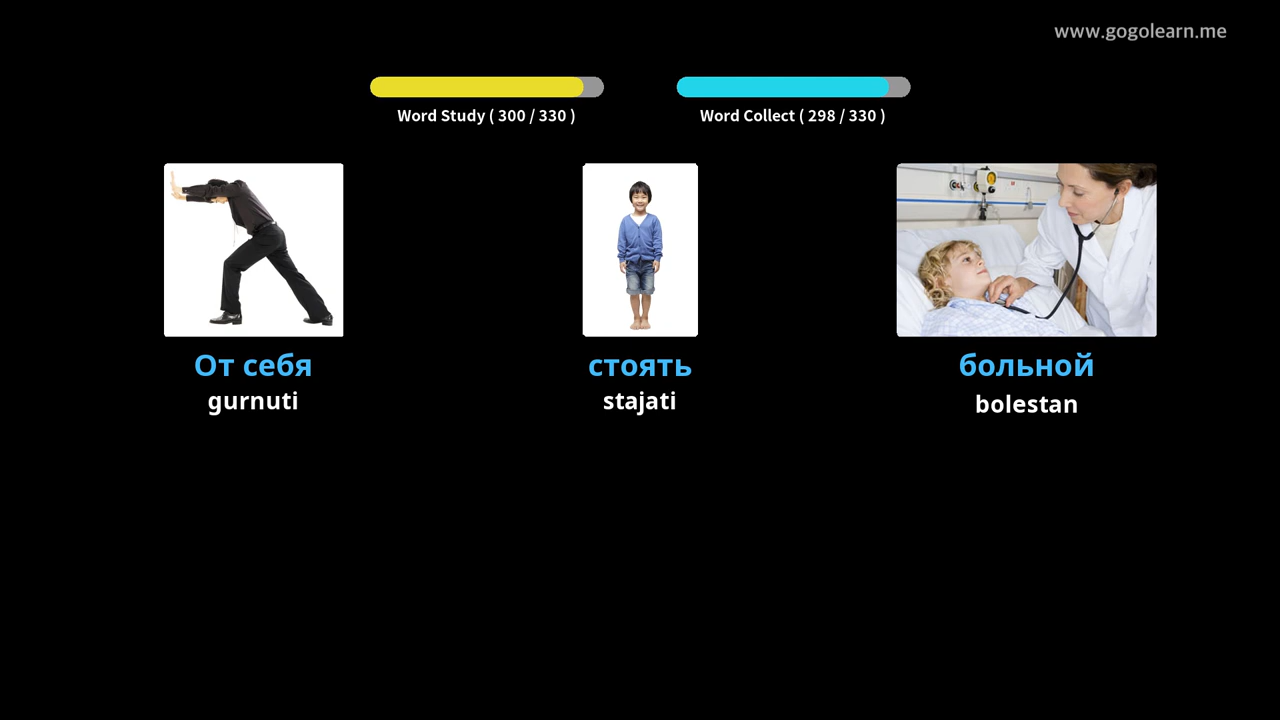 www.gogolearn.me
Word Study ( 300 / 330 )
Word Collect ( 298 / 330 )
От себя
стоять
больной
gurnuti
stajati
bolestan